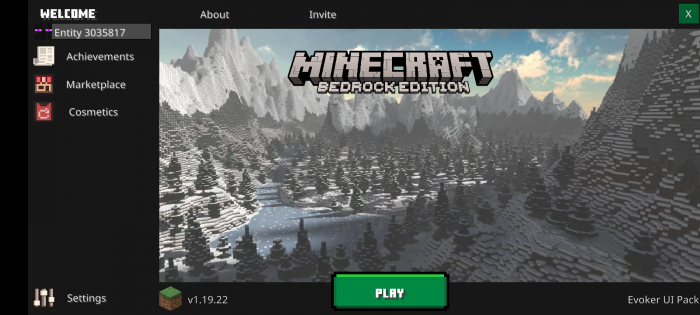 WELCOME
About
Invite
X
Entity 3035817
Achievements
Marketplace
Cosmetics
MINECRAFT
BEDROCK EDITION
Settings
v1.19.22
PLAY
Evoker UI Pack